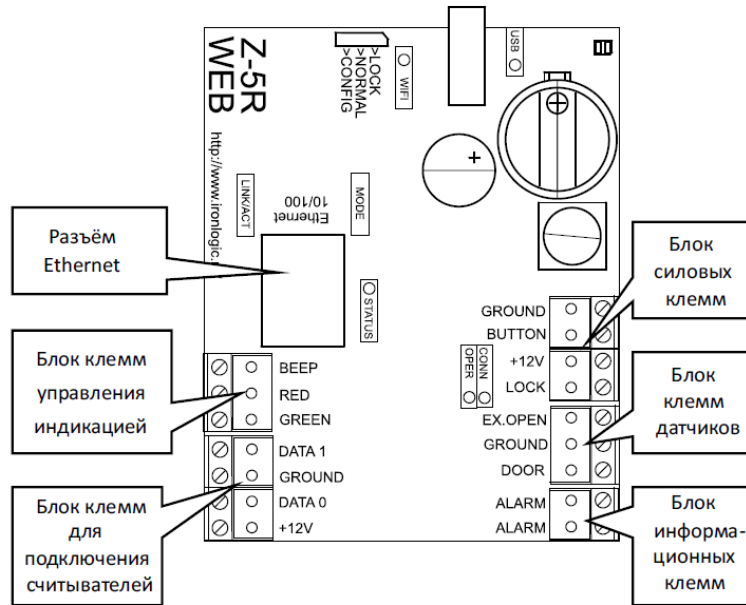 Z-5R
WEB
http://www.ironlogic.
>LOCK
>NORMAL
>CONFIG
WIFI
USB
+
LINK/ACT
Ethernet
10/100
MODE
STATUS
Разъём
Ethernet
Блок клемм
управления
индикацией
Блок клемм
для
подключения
считывателей
BEEP
RED
GREEN
DATA 1
GROUND
DATA 0
+12V
GROUND
BUTTON
+12V
LOCK
CONN
OPER
EX.OPEN
GROUND
DOOR
ALARM
ALARM
Блок
силовых
клемм
Блок
клемм
датчиков
Блок
информа-
ционных
клемм